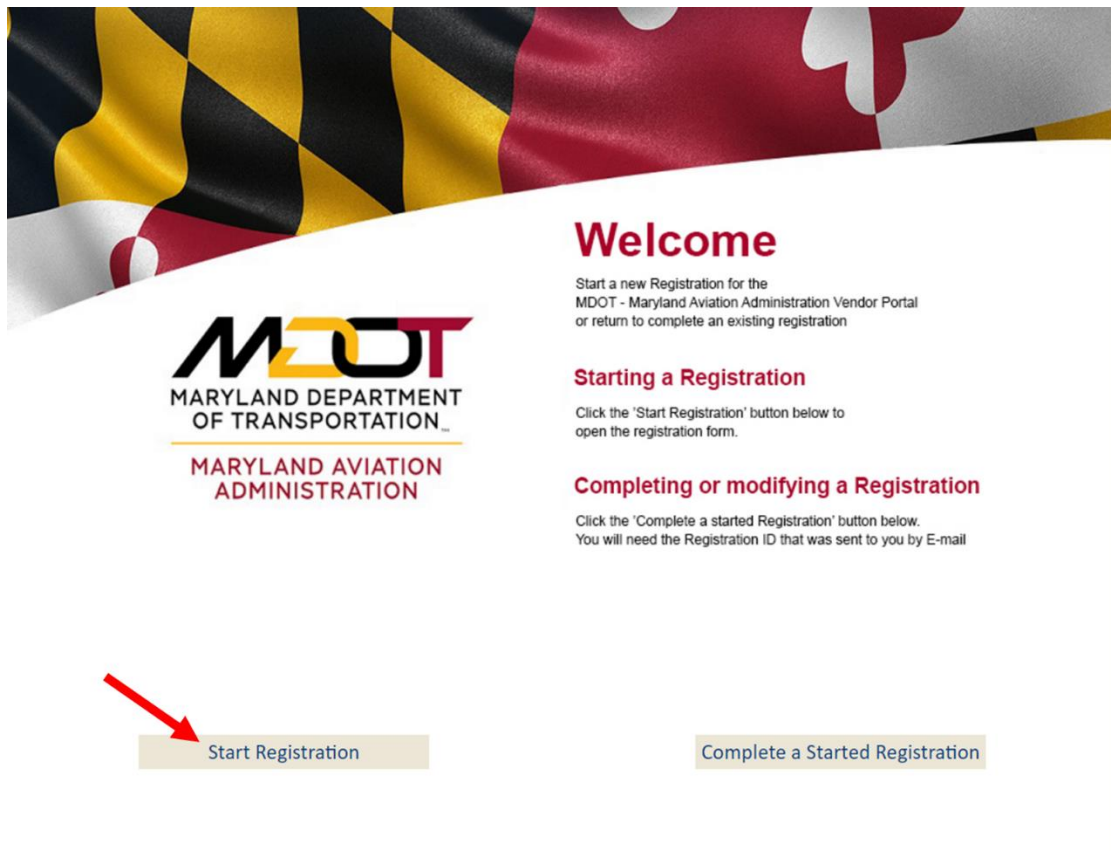 Welcome
Start a new Registration for the
MDOT - Maryland Aviation Administration Vendor Portal
or return to complete an existing registration
MDOT
MARYLAND DEPARTMENT
OF TRANSPORTATION™
MARYLAND AVIATION
ADMINISTRATION
Starting a Registration
Click the 'Start Registration' button below to
open the registration form.
Completing or modifying a Registration
Click the 'Complete a started Registration' button below.
You will need the Registration ID that was sent to you by E-mail
Start Registration
Complete a Started Registration